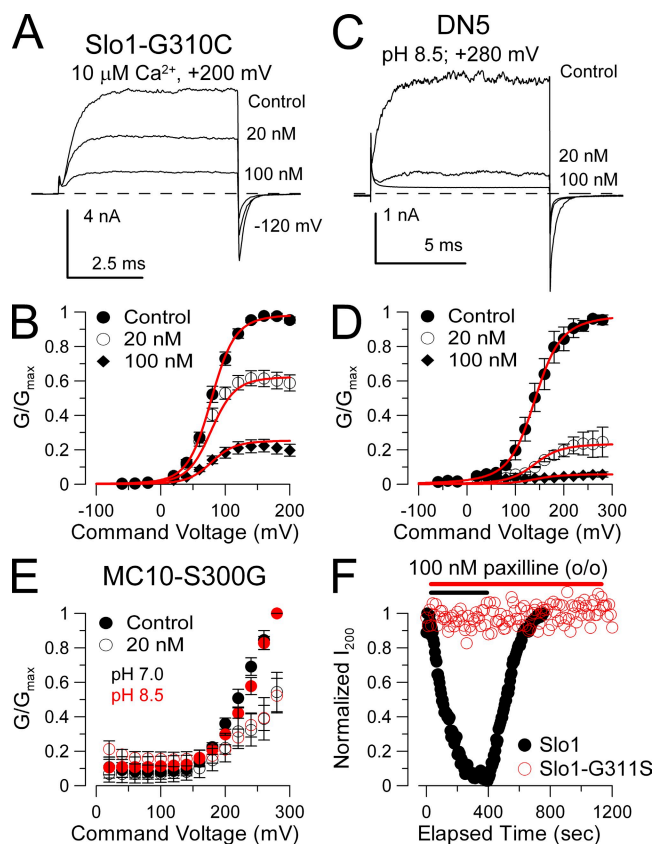 A
Slo1-G310C
10 μM Ca²⁺, +200 mV
Control
20 nM
100 nM
-120 mV
4 nA
2.5 ms
C
DN5
pH 8.5; +280 mV
Control
20 nM
100 nM
1 nA
5 ms
B
Control
20 nM
100 nM
G/Gmax
1
0.8
0.6
0.4
0.2
0
-100 0 100 200
Command Voltage (mV)
D
Control
20 nM
100 nM
G/Gmax
1
0.8
0.6
0.4
0.2
0
-100 0 100 200 300
Command Voltage (mV)
E
MC10-S300G
Control
20 nM
pH 7.0
pH 8.5
G/Gmax
1
0.8
0.6
0.4
0.2
0
0 100 200 300
Command Voltage (mV)
F
100 nM paxilline (o/o)
Normalized I200
1
0.8
0.6
0.4
0.2
0
Slo1
Slo1-G311S
0 400 800 1200
Elapsed Time (sec)